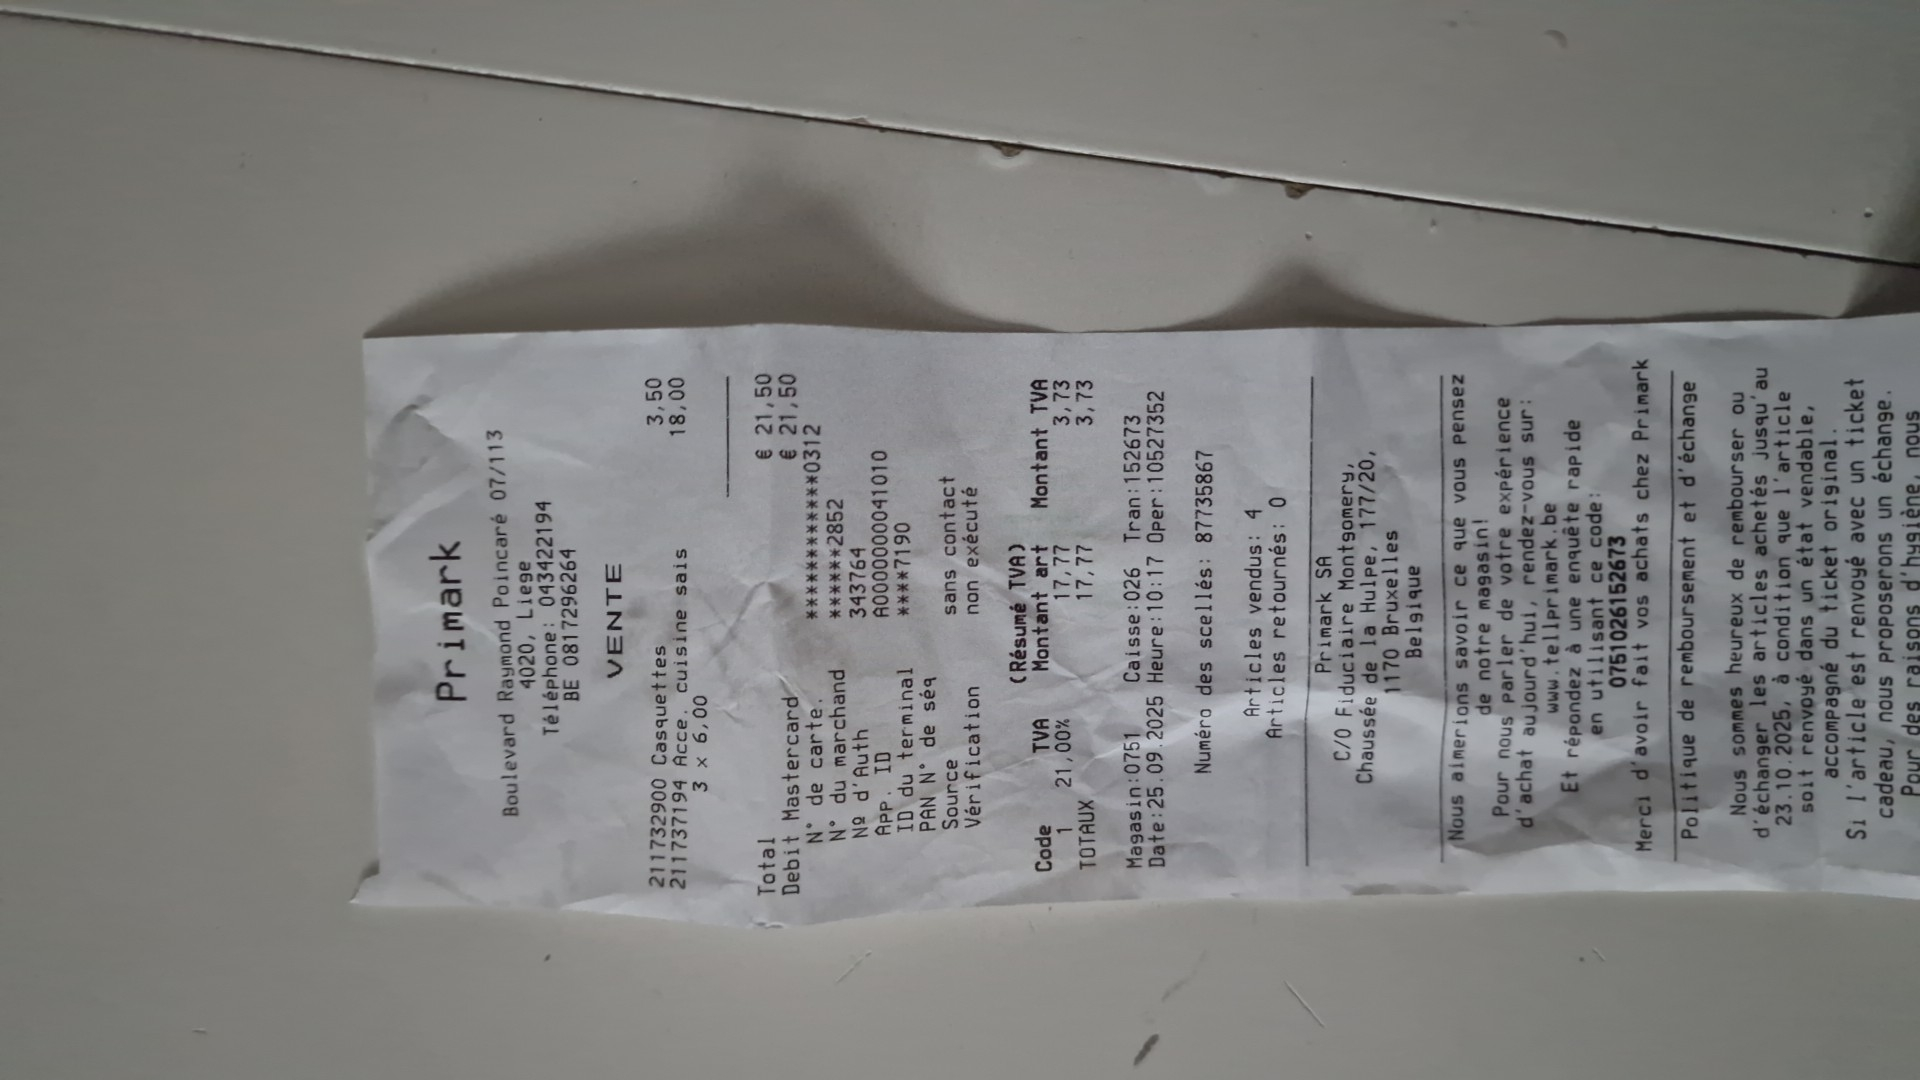 Primark
Boulevard Raymond Poincaré 07/113
4020, Liege
Téléphone: 043422194
BE 0817296264
VENTE
211732900 Casquettes 3,50
211737194 Acce. cuisine sais 18,00
3 x 6,00
Total € 21,50
Debit Mastercard € 21,50
N° de carte. ************0312
N° du marchand ******2852
Nº d'Auth 343764
App. ID A0000000041010
ID du terminal ****7190
PAN N° de séq
Source sans contact
Vérification non exécuté
(Résumé TVA)
Code TVA Montant art Montant TVA
1 21,00% 17,77 3,73
TOTAUX 17,77 3,73
Magasin:0751 Caisse:026 Tran:152673
Date:25.09.2025 Heure:10:17 Oper:10527352
Numéro des scellés: 87735867
Articles vendus: 4
Articles retournés: 0
Primark SA
C/O Fiduciaire Montgomery,
Chaussée de la Hulpe, 177/20,
1170 Bruxelles
Belgique
Nous aimerions savoir ce que vous pensez
de notre magasin!
Pour nous parler de votre expérience
d'achat aujourd'hui, rendez-vous sur:
www.tellprimark.be
Et répondez à une enquête rapide
en utilisant ce code:
075102615​2673
Merci d'avoir fait vos achats chez Primark
Politique de remboursement et d'échange
Nous sommes heureux de rembourser ou
d'échanger les articles achetés jusqu'au
23.10.2025, à condition que l'article
soit renvoyé dans un état vendable,
accompagné du ticket original.
Si l'article est renvoyé avec un ticket
cadeau, nous proposerons un échange.
Pour des raisons d'hygiène, nous